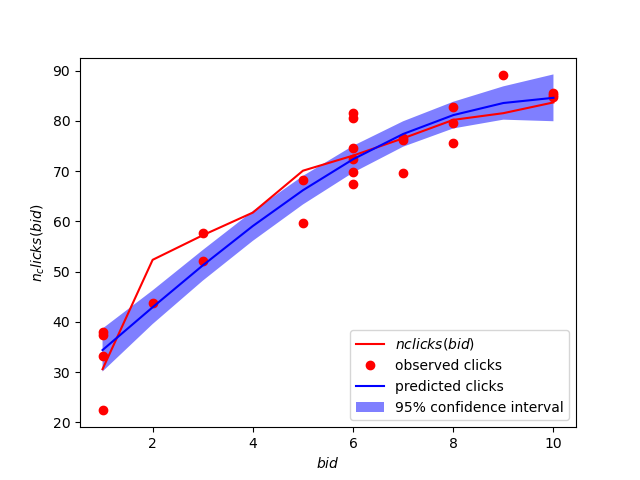 90
80
70
60
50
40
30
20
n_clicks(bid)
2
4
6
8
10
bid
nclicks(bid)
observed clicks
predicted clicks
95% confidence interval